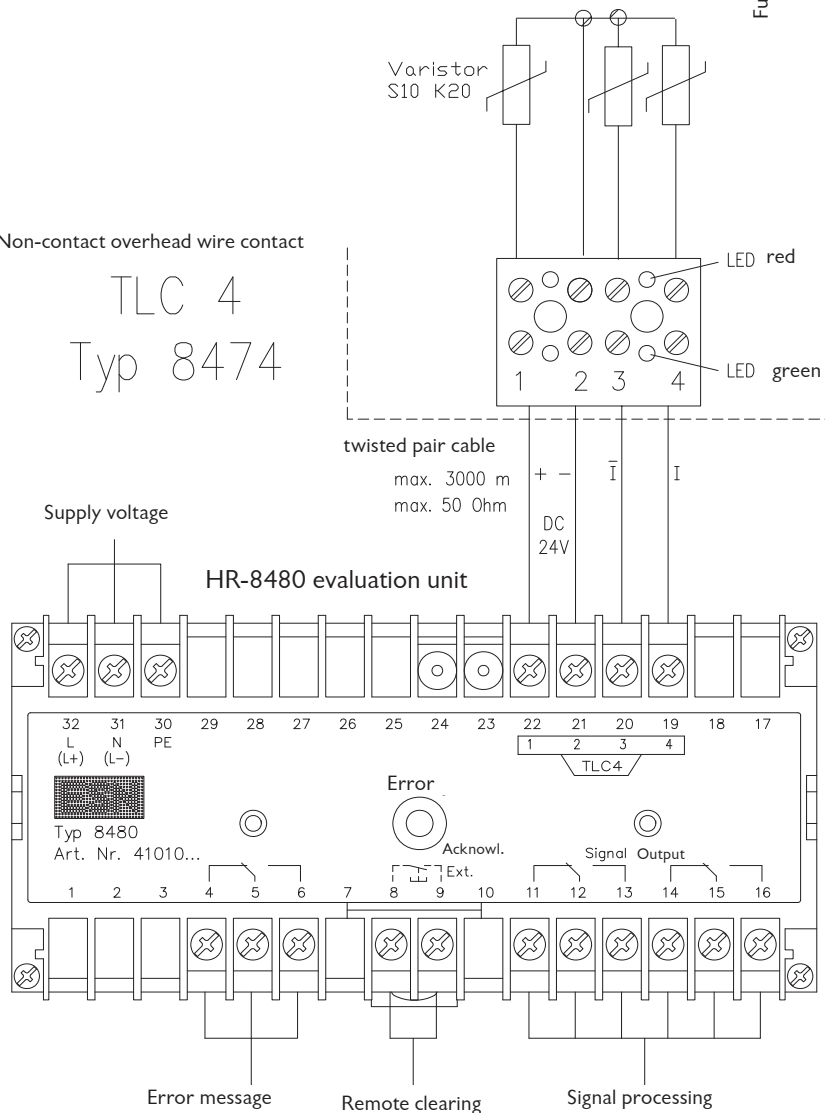 Fu
Varistor
S10 K20
Non-contact overhead wire contact
TLC 4
Typ 8474
LED red
LED green
1 2 3 4
twisted pair cable
max. 3000 m
max. 50 Ohm
+ - I̅ I
DC
24V
Supply voltage
HR-8480 evaluation unit
32 31 30 29 28 27 26 25 24 23 22 21 20 19 18 17
L N PE
(L+) (L-)
1 2 3 4
TLC4
Error
Typ 8480
Art. Nr. 41010...
Acknowl.
Ext.
Signal Output
1 2 3 4 5 6 7 8 9 10 11 12 13 14 15 16
Error message
Remote clearing
Signal processing